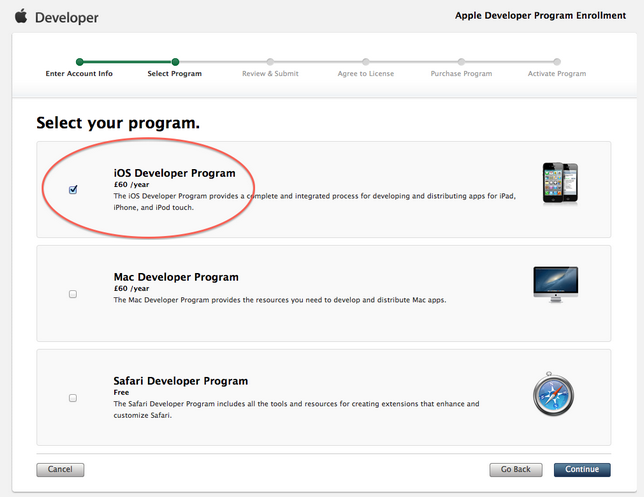 Developer
Apple Developer Program Enrollment
Enter Account Info
Select Program
Review & Submit
Agree to License
Purchase Program
Activate Program
Select your program.
iOS Developer Program
£60 /year
The iOS Developer Program provides a complete and integrated process for developing and distributing apps for iPad,
iPhone, and iPod touch.
Mac Developer Program
£60 /year
The Mac Developer Program provides the resources you need to develop and distribute Mac apps.
Safari Developer Program
Free
The Safari Developer Program includes all the tools and resources for creating extensions that enhance and
customize Safari.
Cancel
Go Back
Continue